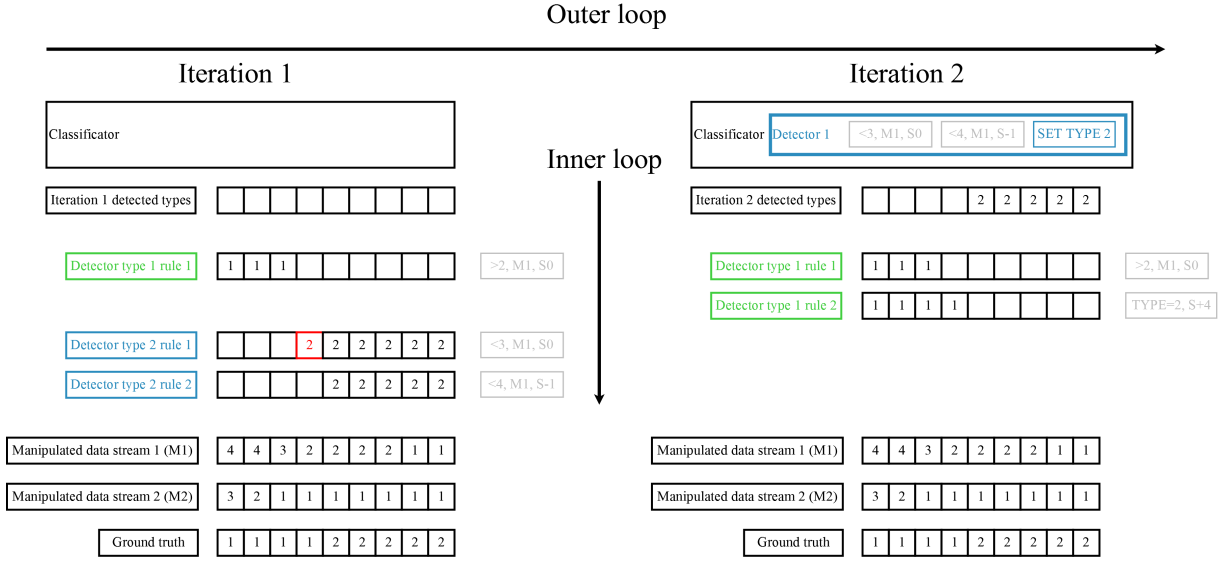 Outer loop
Iteration 1
Iteration 2
Classificator
Classificator Detector 1 <3, M1, S0 <4, M1, S-1 SET TYPE 2
Inner loop
Iteration 1 detected types
Iteration 2 detected types 2 2 2 2 2
Detector type 1 rule 1 1 1 1 >2, M1, S0
Detector type 1 rule 1 1 1 1 >2, M1, S0
Detector type 1 rule 2 1 1 1 1 TYPE=2, S+4
Detector type 2 rule 1 2 2 2 2 2 2 <3, M1, S0
Detector type 2 rule 2 2 2 2 2 2 <4, M1, S-1
Manipulated data stream 1 (M1) 4 4 3 2 2 2 2 1 1
Manipulated data stream 1 (M1) 4 4 3 2 2 2 2 1 1
Manipulated data stream 2 (M2) 3 2 1 1 1 1 1 1 1
Manipulated data stream 2 (M2) 3 2 1 1 1 1 1 1 1
Ground truth 1 1 1 1 2 2 2 2 2
Ground truth 1 1 1 1 2 2 2 2 2